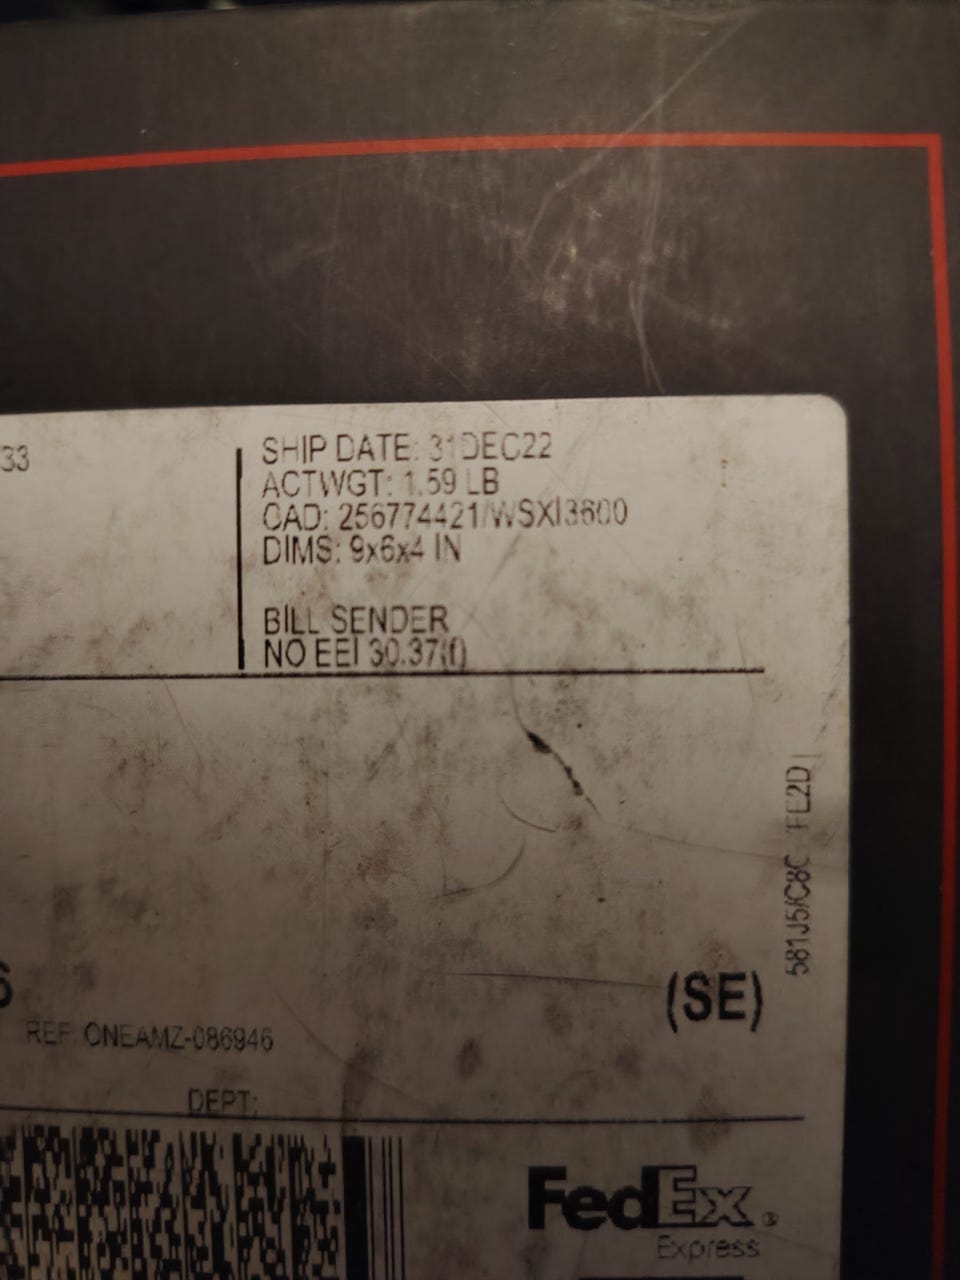 33
SHIP DATE: 31DEC22
ACTWGT: 1.59 LB
CAD: 256774421/WSXI3600
DIMS: 9x6x4 IN
BILL SENDER
NO EEI 30.37(f)
581J5/C8C FE2D
(SE)
REF: ONEAMZ-086946
DEPT:
FedEx®
Express